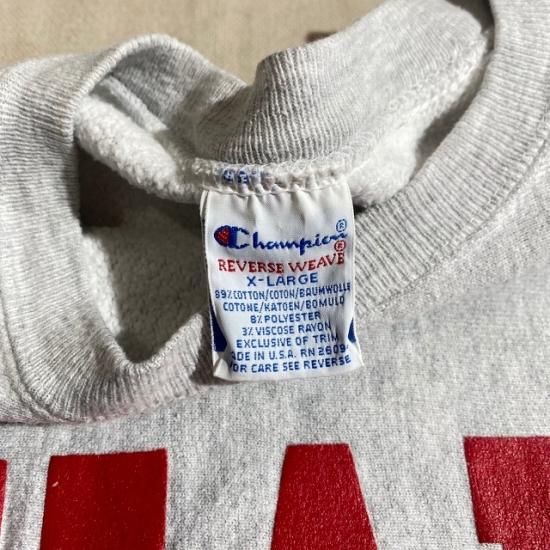 Champion®
REVERSE WEAVE®
X-LARGE
89% COTTON/COTON/BAUMWOLLE
COTONE/KATOEN/BOMULD
8% POLYESTER
3% VISCOSE RAYON
EXCLUSIVE OF TRIM
MADE IN U.S.A. RN 26094
FOR CARE SEE REVERSE